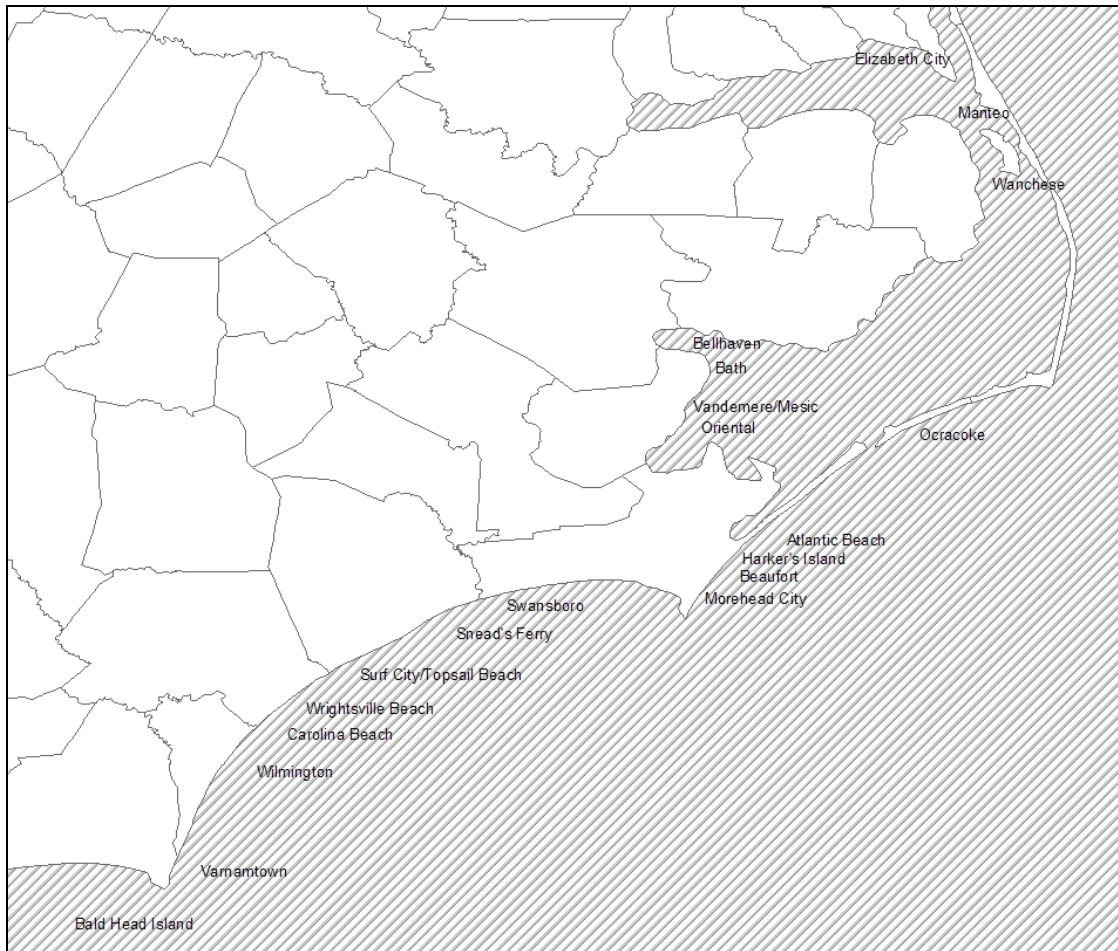 Elizabeth City
Manteo
Wanchese
Bellhaven
Bath
Vandemere/Mesic
Oriental
Ocracoke
Atlantic Beach
Harker's Island
Beaufort
Morehead City
Swansboro
Snead's Ferry
Surf City/Topsail Beach
Wrightsville Beach
Carolina Beach
Wilmington
Varnamtown
Bald Head Island